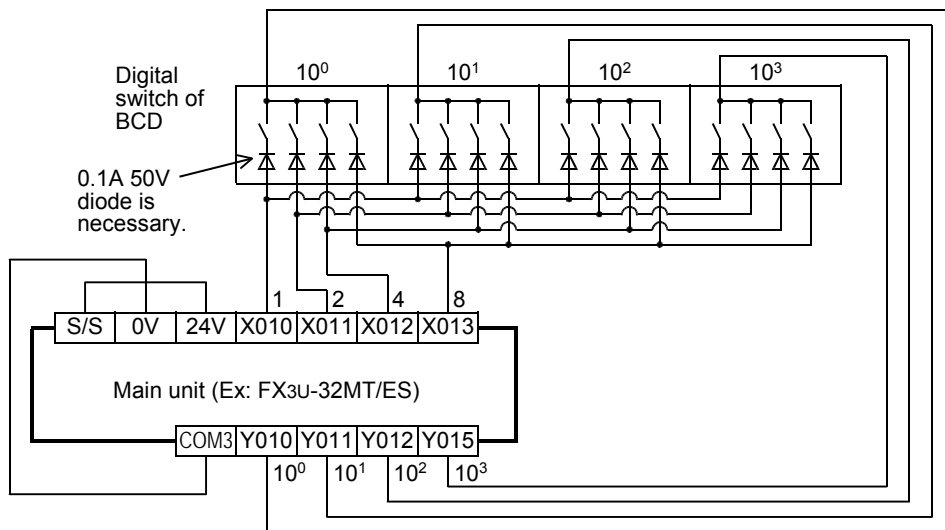 Digital
switch of
BCD
10⁰ 10¹ 10² 10³
0.1A 50V
diode is
necessary.
1 2 4 8
S/S 0V 24V X010 X011 X012 X013
Main unit (Ex: FX3U-32MT/ES)
COM3 Y010 Y011 Y012 Y015
10⁰ 10¹ 10² 10³